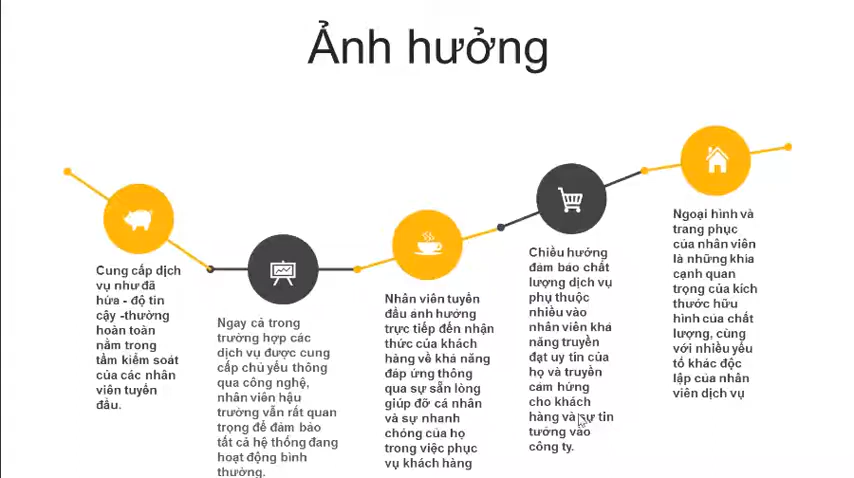 Ảnh hưởng
Cung cấp dịch
vụ như đã
hứa - độ tin
cậy -thường
hoàn toàn
nằm trong
tầm kiểm soát
của các nhân
viên tuyến
đầu.
Ngay cả trong
trường hợp các
dịch vụ được cung
cấp chủ yếu thông
qua công nghệ,
nhân viên hậu
trường vẫn rất quan
trọng để đảm bảo
tất cả hệ thống đang
hoạt động bình
thường.
Nhân viên tuyến
đầu ảnh hưởng
trực tiếp đến nhận
thức của khách
hàng về khả năng
đáp ứng thông
qua sự sẵn lòng
giúp đỡ cá nhân
và sự nhanh
chóng của họ
trong việc phục
vụ khách hàng
Chiều hướng
đảm bảo chất
lượng dịch vụ
phụ thuộc
nhiều vào
nhân viên khả
năng truyền
đạt uy tín của
họ và truyền
cảm hứng
cho khách
hàng và sự tin
tưởng vào
công ty.
Ngoại hình và
trang phục
của nhân viên
là những khía
cạnh quan
trọng của kích
thước hữu
hình của chất
lượng, cùng
với nhiều yếu
tố khác độc
lập của nhân
viên dịch vụ